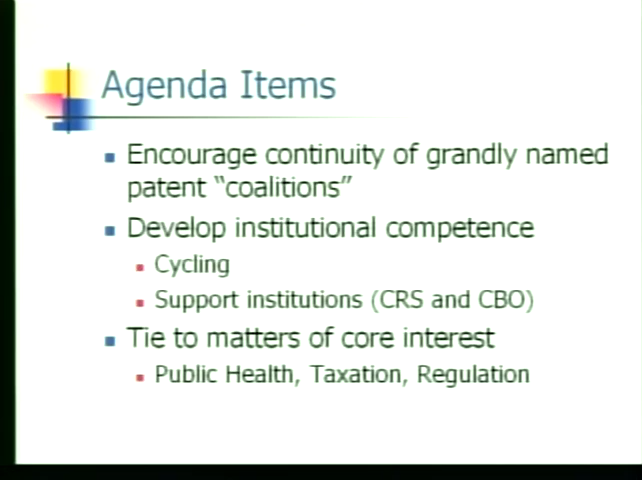 Agenda Items
Encourage continuity of grandly named
patent “coalitions”
Develop institutional competence
Cycling
Support institutions (CRS and CBO)
Tie to matters of core interest
Public Health, Taxation, Regulation